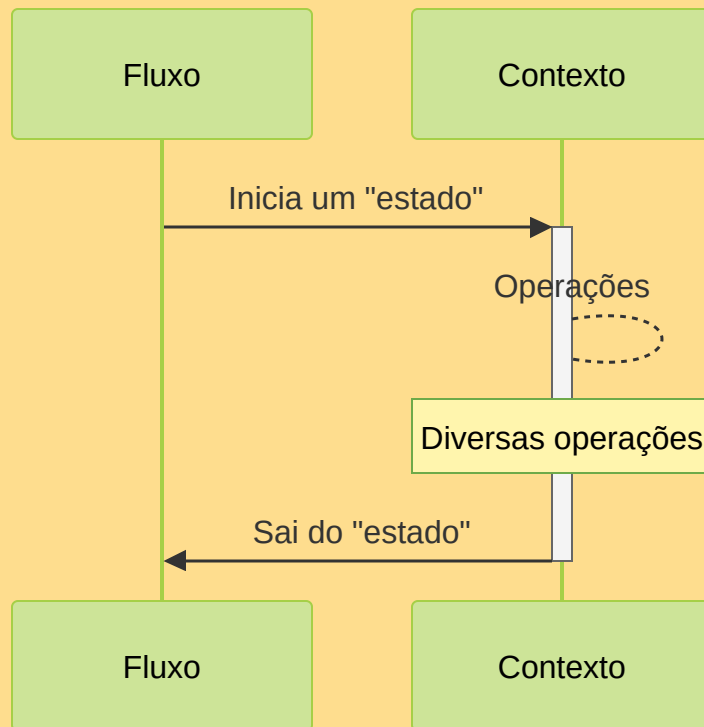 Fluxo
Contexto
Inicia um "estado"
Operações
Diversas operações
Sai do "estado"
Fluxo
Contexto